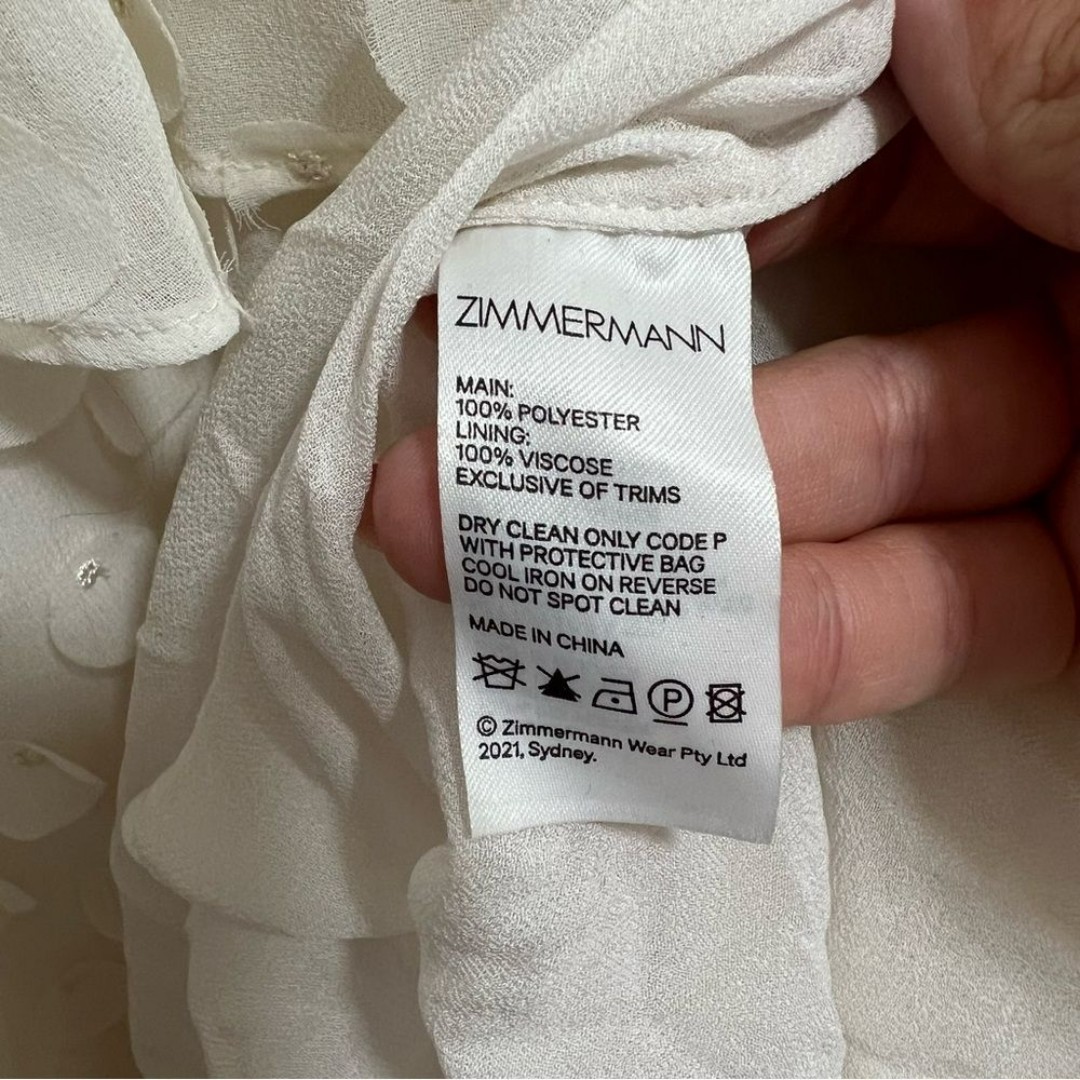 ZIMMERMANN
MAIN:
100% POLYESTER
LINING:
100% VISCOSE
EXCLUSIVE OF TRIMS
DRY CLEAN ONLY CODE P
WITH PROTECTIVE BAG
COOL IRON ON REVERSE
DO NOT SPOT CLEAN
MADE IN CHINA
P
© Zimmermann Wear Pty Ltd
2021, Sydney.